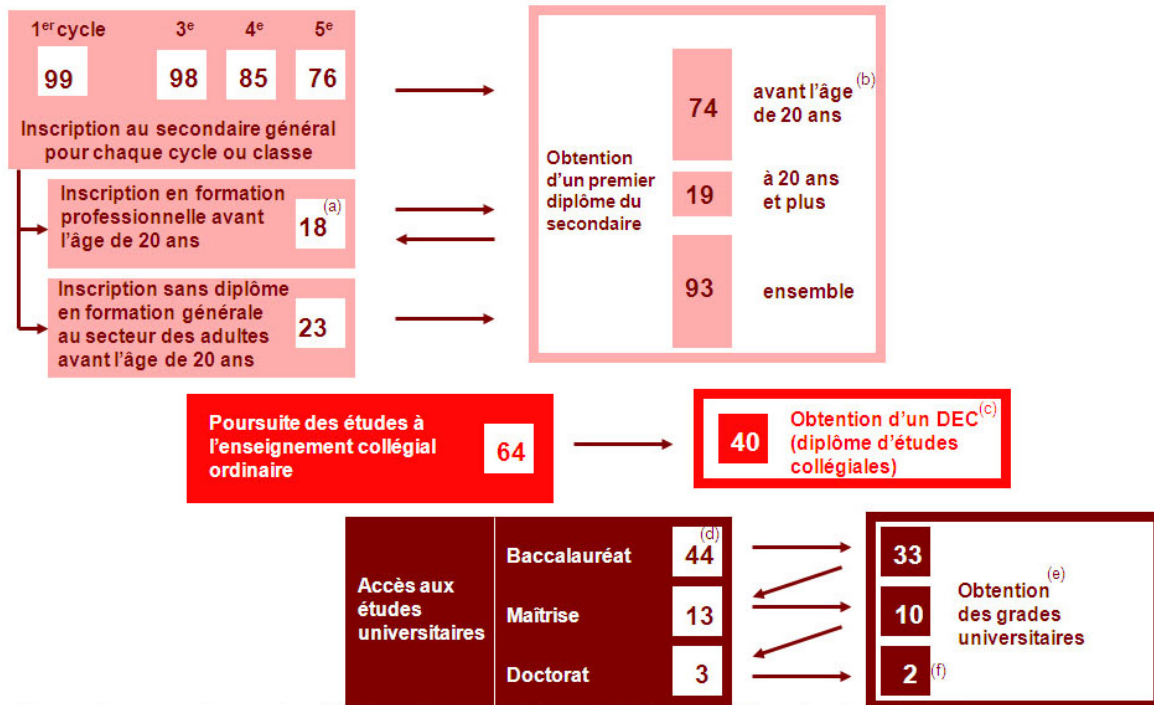 1er cycle 3e 4e 5e
99 98 85 76
Inscription au secondaire général
pour chaque cycle ou classe
Inscription en formation
professionnelle avant
l'âge de 20 ans
18 (a)
Inscription sans diplôme
en formation générale
au secteur des adultes
avant l'âge de 20 ans
23
Obtention
d'un premier
diplôme du
secondaire
74
avant l'âge (b)
de 20 ans
19
à 20 ans
et plus
93
ensemble
Poursuite des études à
l'enseignement collégial
ordinaire
64
40
Obtention d'un DEC (c)
(diplôme d'études
collégiales)
Accès aux
études
universitaires
Baccalauréat 44 (d)
Maîtrise 13
Doctorat 3
33
10
2 (f)
Obtention (e)
des grades
universitaires